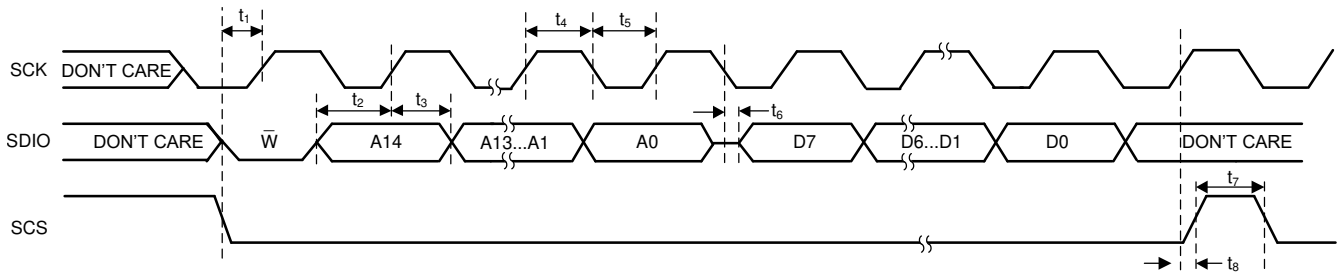 t1 t4 t5
SCK DON'T CARE
t2 t3 t6
SDIO DON'T CARE W̅ A14 A13...A1 A0 D7 D6...D1 D0 DON'T CARE
t7
SCS
t8